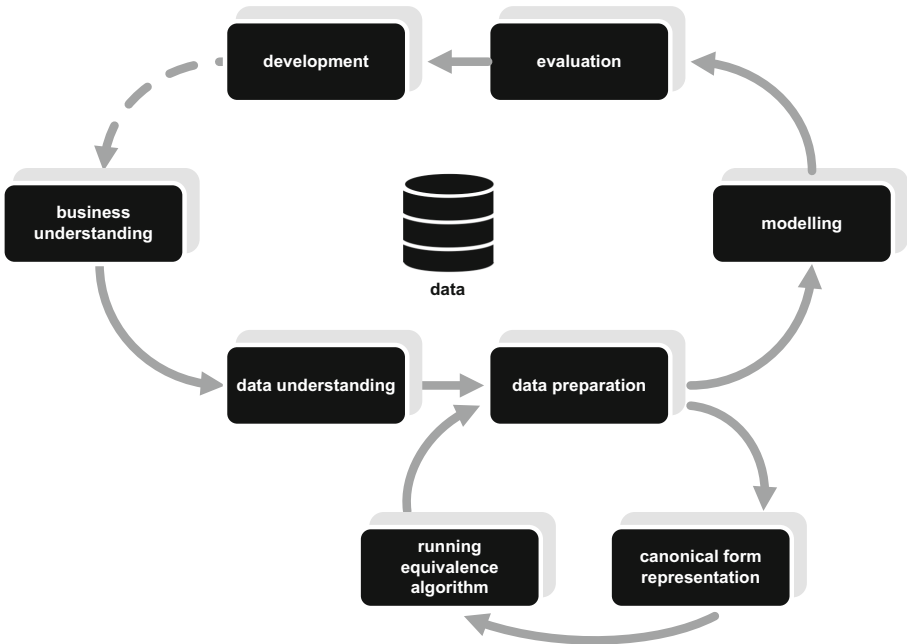 development
evaluation
business
understanding
modelling
data
data understanding
data preparation
running
equivalence
algorithm
canonical form
representation